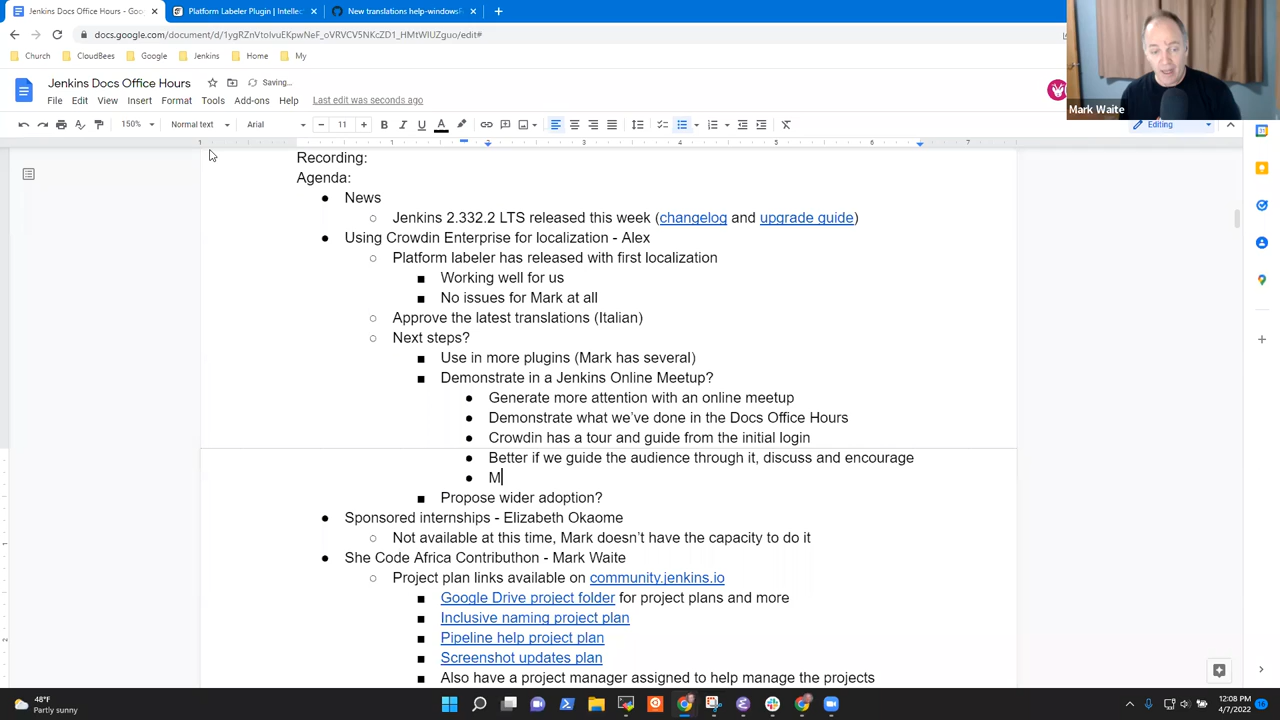 Jenkins Docs Office Hours - Goo
Platform Labeler Plugin | Intellec
New translations help-windowsF
docs.google.com/document/d/1ygRZnVtoIvuEKpwNeF_oVRVCV5NKcZD1_HMtWIUZguo/edit#
Church
CloudBees
Google
Jenkins
Home
My
Jenkins Docs Office Hours
Saving...
Mark Waite
File Edit View Insert Format Tools Add-ons Help Last edit was seconds ago
150% Normal text Arial 11 Editing
1 1 2 3 4 5 6 7
Recording:
Agenda:
News
Jenkins 2.332.2 LTS released this week (changelog and upgrade guide)
Using Crowdin Enterprise for localization - Alex
Platform labeler has released with first localization
Working well for us
No issues for Mark at all
Approve the latest translations (Italian)
Next steps?
Use in more plugins (Mark has several)
Demonstrate in a Jenkins Online Meetup?
Generate more attention with an online meetup
Demonstrate what we've done in the Docs Office Hours
Crowdin has a tour and guide from the initial login
Better if we guide the audience through it, discuss and encourage
M
Propose wider adoption?
Sponsored internships - Elizabeth Okaome
Not available at this time, Mark doesn't have the capacity to do it
She Code Africa Contributhon - Mark Waite
Project plan links available on community.jenkins.io
Google Drive project folder for project plans and more
Inclusive naming project plan
Pipeline help project plan
Screenshot updates plan
Also have a project manager assigned to help manage the projects
48°F
Partly sunny
12:08 PM
4/7/2022